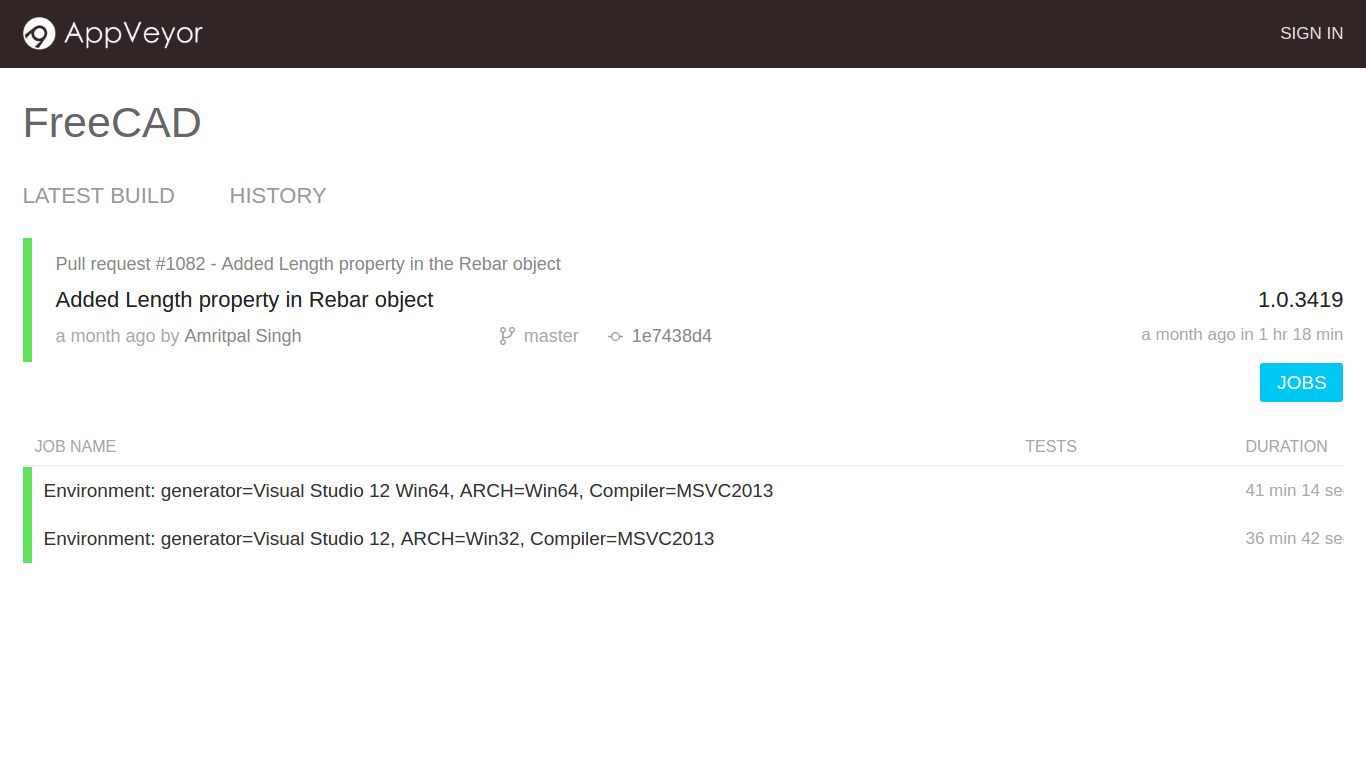 AppVeyor
SIGN IN
FreeCAD
LATEST BUILD HISTORY
Pull request #1082 - Added Length property in the Rebar object
Added Length property in Rebar object
1.0.3419
a month ago by Amritpal Singh
master
1e7438d4
a month ago in 1 hr 18 min
JOBS
JOB NAME TESTS DURATION
Environment: generator=Visual Studio 12 Win64, ARCH=Win64, Compiler=MSVC2013 41 min 14 se
Environment: generator=Visual Studio 12, ARCH=Win32, Compiler=MSVC2013 36 min 42 se